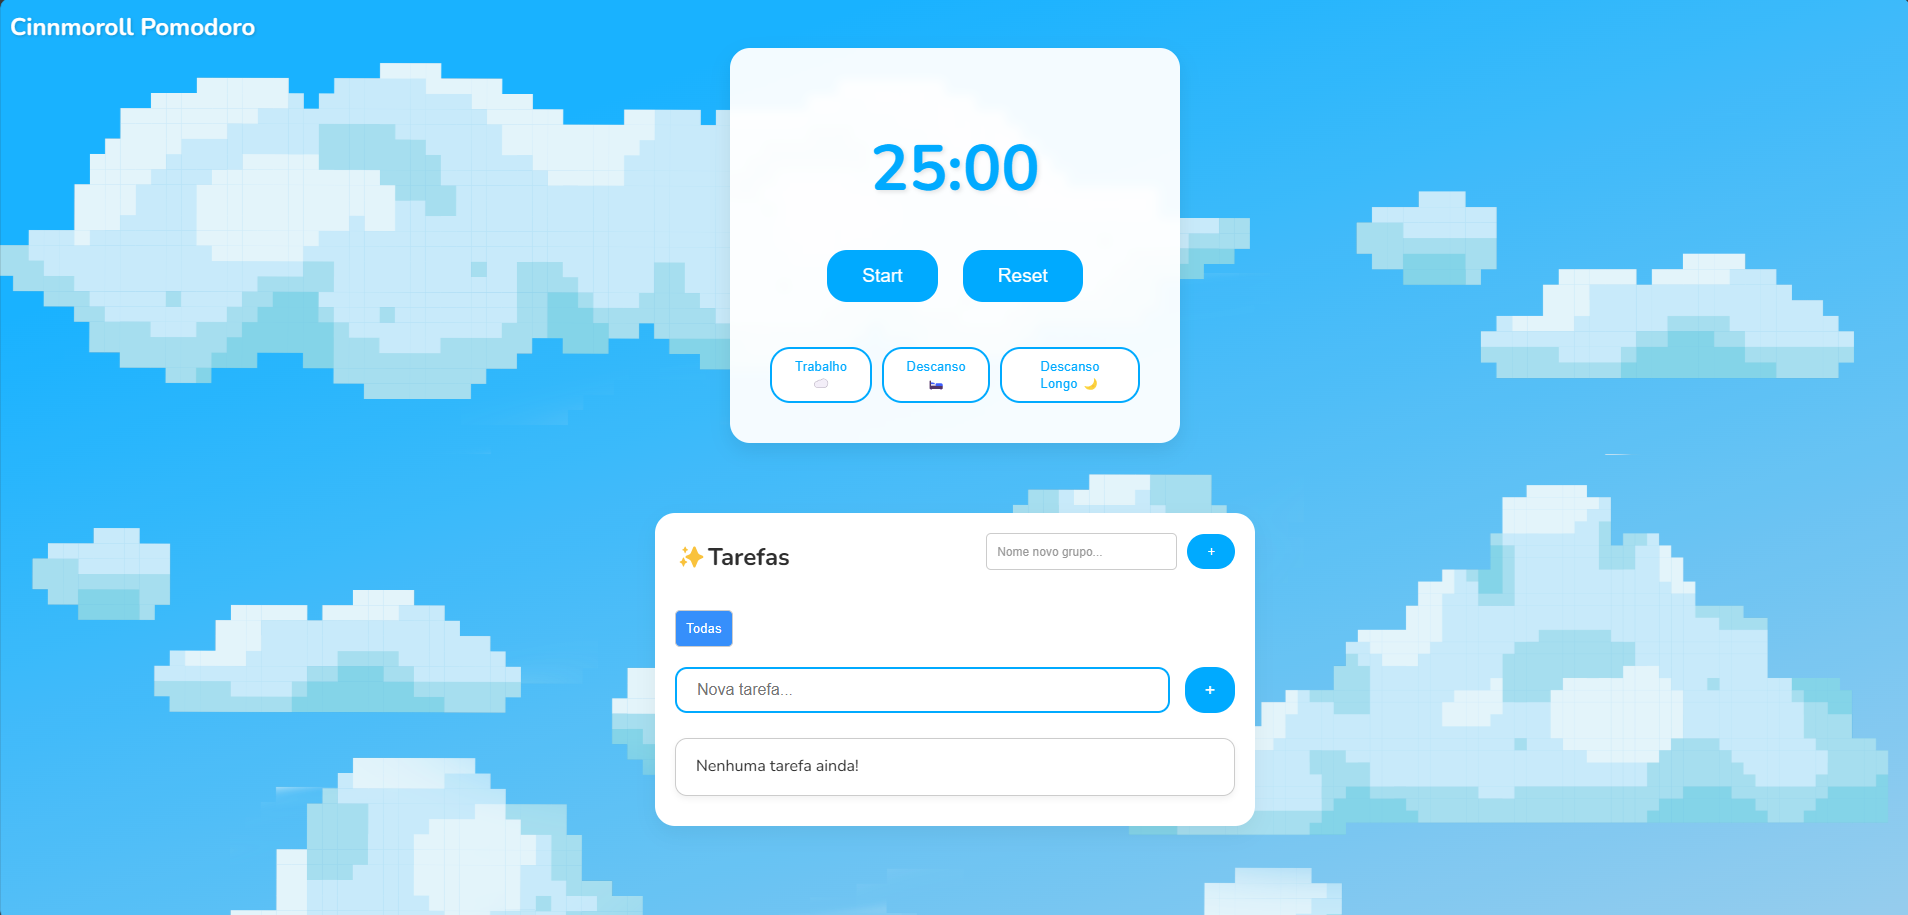 Cinnmoroll Pomodoro
25:00
Start Reset
Trabalho ☁️
Descanso 🛏️
Descanso
Longo 🌙
✨ Tarefas
Nome novo grupo...
+
Todas
Nova tarefa...
+
Nenhuma tarefa ainda!